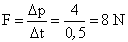 F = Δp/Δt = 4/0,5 = 8 N